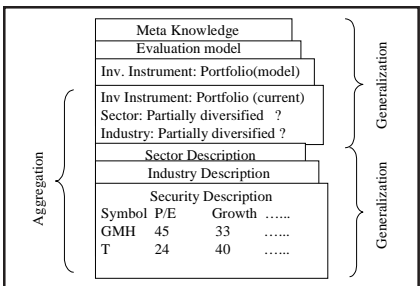 Meta Knowledge
Evaluation model
Inv. Instrument: Portfolio(model)
Inv Instrument: Portfolio (current)
Sector: Partially diversified ?
Industry: Partially diversified ?
Sector Description
Industry Description
Security Description
Symbol P/E Growth …...
GMH 45 33 …...
T 24 40 …...
Aggregation
Generalization
Generalization